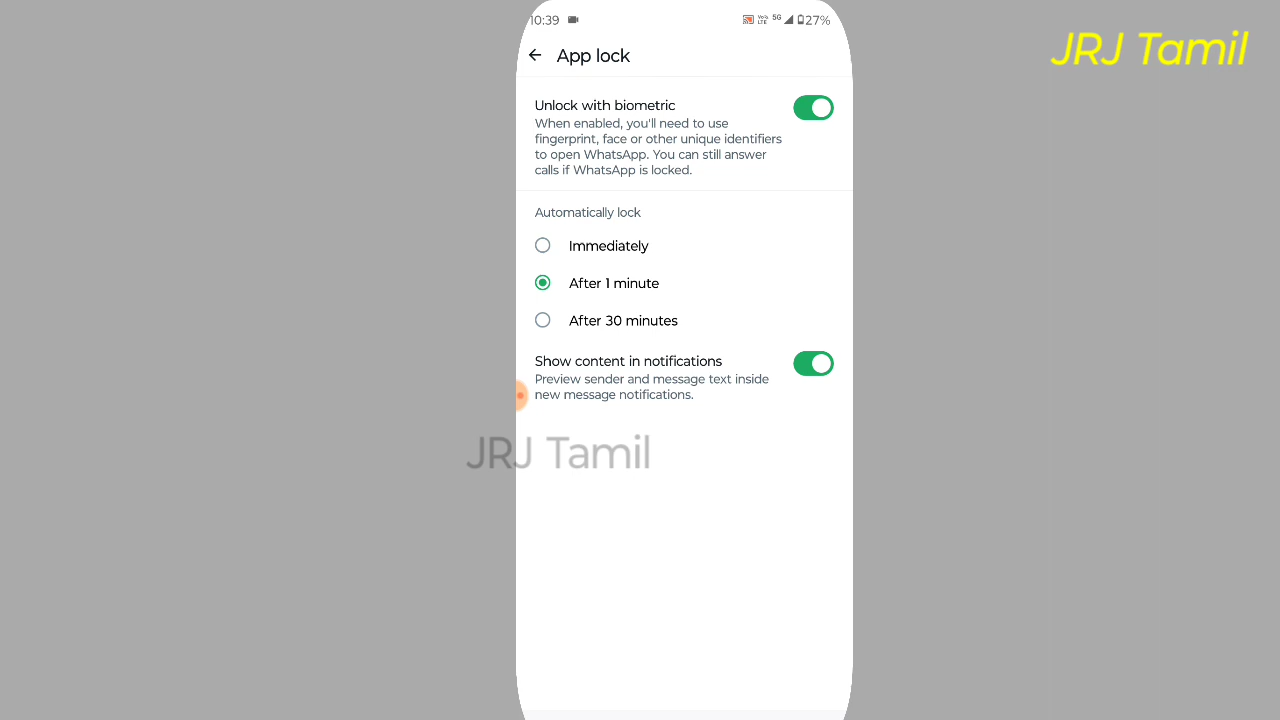 10:39
5G
27%
JRJ Tamil
App lock
Unlock with biometric
When enabled, you'll need to use
fingerprint, face or other unique identifiers
to open WhatsApp. You can still answer
calls if WhatsApp is locked.
Automatically lock
Immediately
After 1 minute
After 30 minutes
Show content in notifications
Preview sender and message text inside
new message notifications.
JRJ Tamil